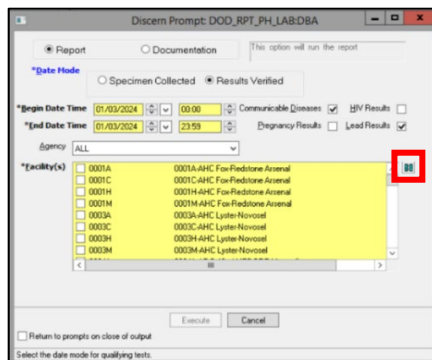 Discern Prompt: DOD_RPT_PH_LAB:DBA
Report Documentation This option will run the report
*Date Mode
Specimen Collected Results Verified
*Begin Date Time 01/03/2024 00:00 Communicable Diseases HIV Results
*End Date Time 01/03/2024 23:59 Pregnancy Results Lead Results
Agency ALL
*Facility(s) 0001A 0001A-AHC Fox-Redstone Arsenal
0001C 0001C-AHC Fox-Redstone Arsenal
0001H 0001H-AHC Fox-Redstone Arsenal
0001M 0001M-AHC Fox-Redstone Arsenal
0003A 0003A-AHC Lyster-Novosel
0003C 0003C-AHC Lyster-Novosel
0003H 0003H-AHC Lyster-Novosel
0003M 0003M-AHC Lyster-Novosel
Execute Cancel
Return to prompts on close of output
Select the date mode for qualifying tests.